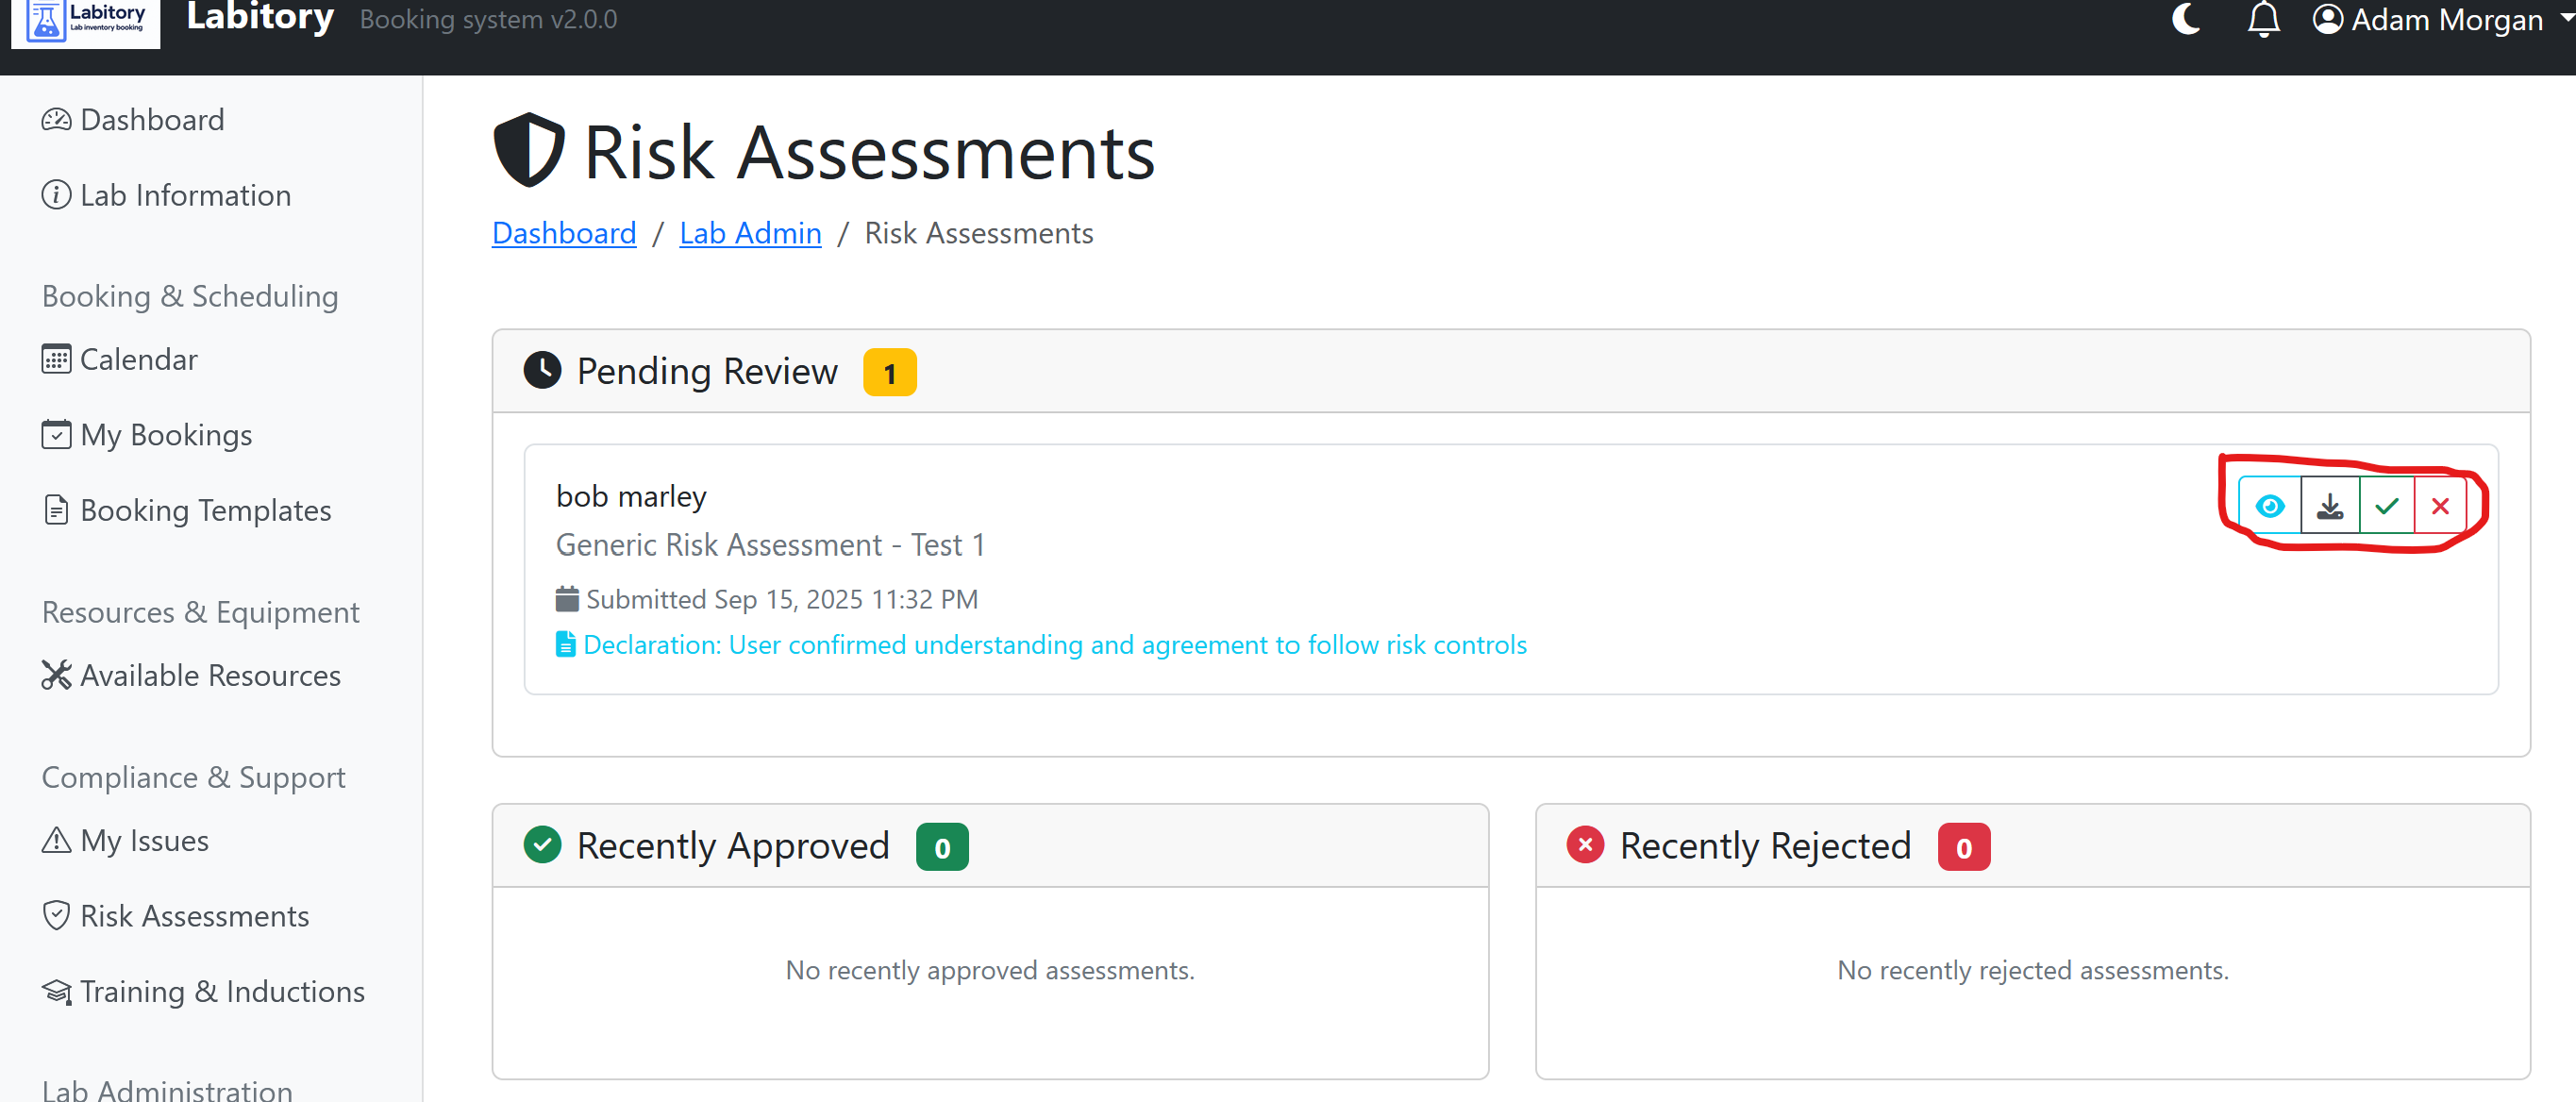 Labitory
Lab inventory booking
Labitory Booking system v2.0.0
Adam Morgan
Dashboard
Lab Information
Booking & Scheduling
Calendar
My Bookings
Booking Templates
Resources & Equipment
Available Resources
Compliance & Support
My Issues
Risk Assessments
Training & Inductions
Lab Administration
Risk Assessments
Dashboard / Lab Admin / Risk Assessments
Pending Review 1
bob marley
Generic Risk Assessment - Test 1
Submitted Sep 15, 2025 11:32 PM
Declaration: User confirmed understanding and agreement to follow risk controls
Recently Approved 0
No recently approved assessments.
Recently Rejected 0
No recently rejected assessments.